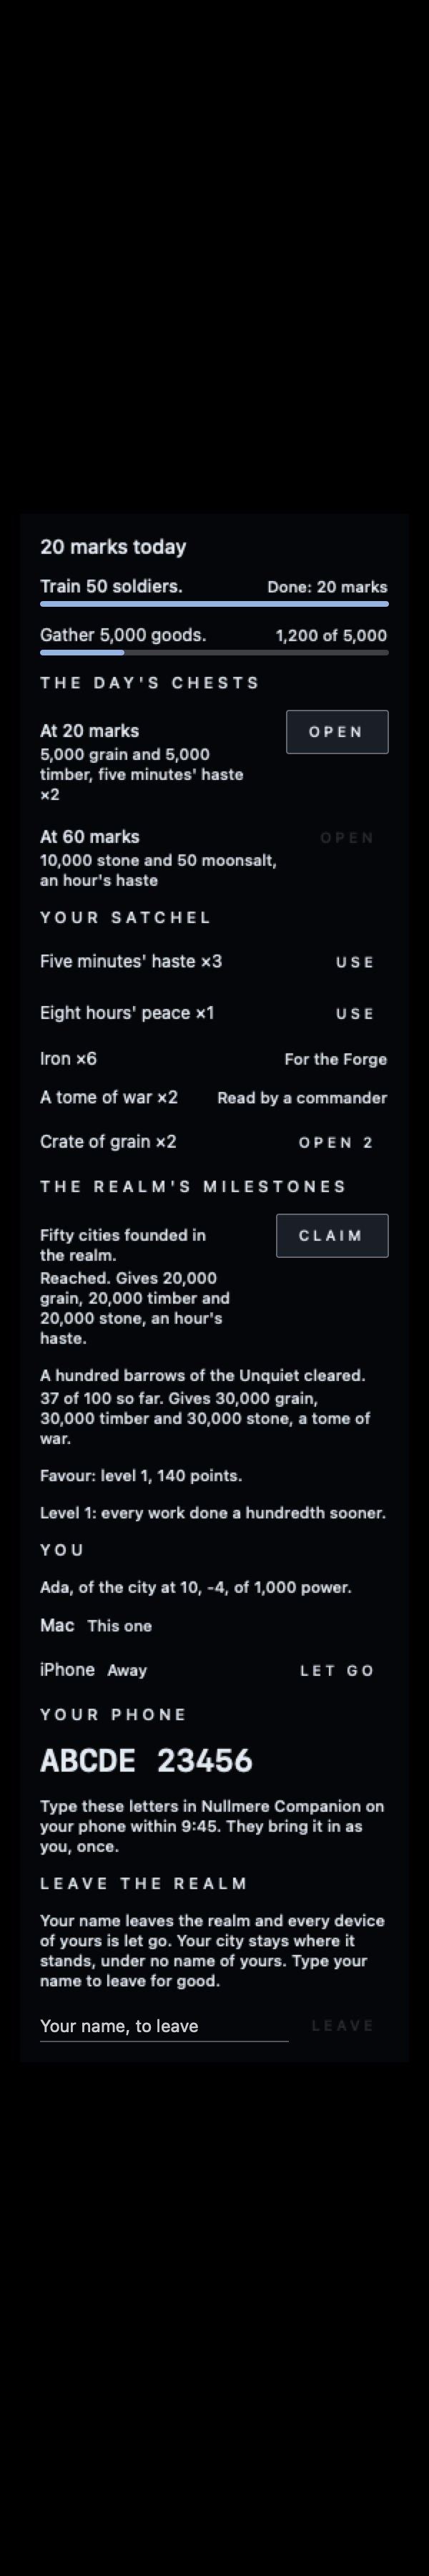 20 marks today
Train 50 soldiers. Done: 20 marks
Gather 5,000 goods. 1,200 of 5,000
THE DAY'S CHESTS
At 20 marks OPEN
5,000 grain and 5,000
timber, five minutes' haste
×2
At 60 marks OPEN
10,000 stone and 50 moonsalt,
an hour's haste
YOUR SATCHEL
Five minutes' haste ×3 USE
Eight hours' peace ×1 USE
Iron ×6 For the Forge
A tome of war ×2 Read by a commander
Crate of grain ×2 OPEN 2
THE REALM'S MILESTONES
Fifty cities founded in CLAIM
the realm.
Reached. Gives 20,000
grain, 20,000 timber and
20,000 stone, an hour's
haste.
A hundred barrows of the Unquiet cleared.
37 of 100 so far. Gives 30,000 grain,
30,000 timber and 30,000 stone, a tome of
war.
Favour: level 1, 140 points.
Level 1: every work done a hundredth sooner.
YOU
Ada, of the city at 10, -4, of 1,000 power.
Mac This one
iPhone Away LET GO
YOUR PHONE
ABCDE 23456
Type these letters in Nullmere Companion on
your phone within 9:45. They bring it in as
you, once.
LEAVE THE REALM
Your name leaves the realm and every device
of yours is let go. Your city stays where it
stands, under no name of yours. Type your
name to leave for good.
Your name, to leave LEAVE